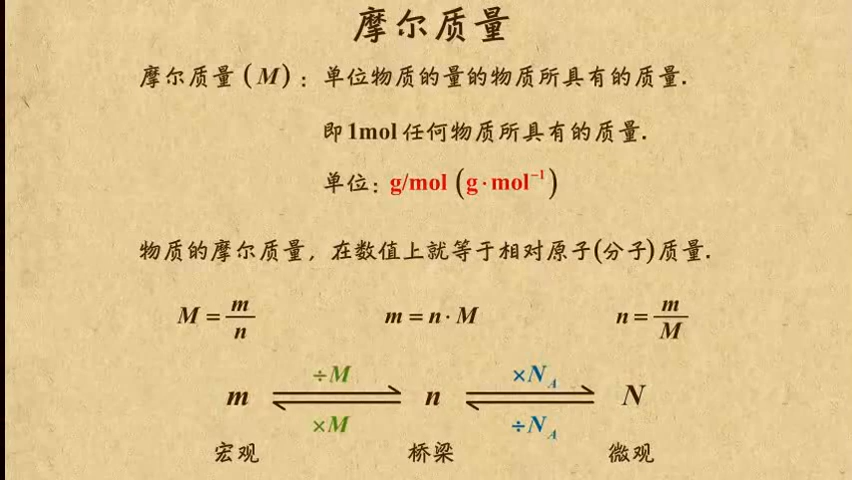 摩尔质量
摩尔质量(M)：单位物质的量的物质所具有的质量.
即1mol任何物质所具有的质量.
单位：g/mol (g·mol⁻¹)
物质的摩尔质量，在数值上就等于相对原子(分子)质量.
M = m/n m = n·M n = m/M
÷M ×N_A
m n N
×M ÷N_A
宏观 桥梁 微观